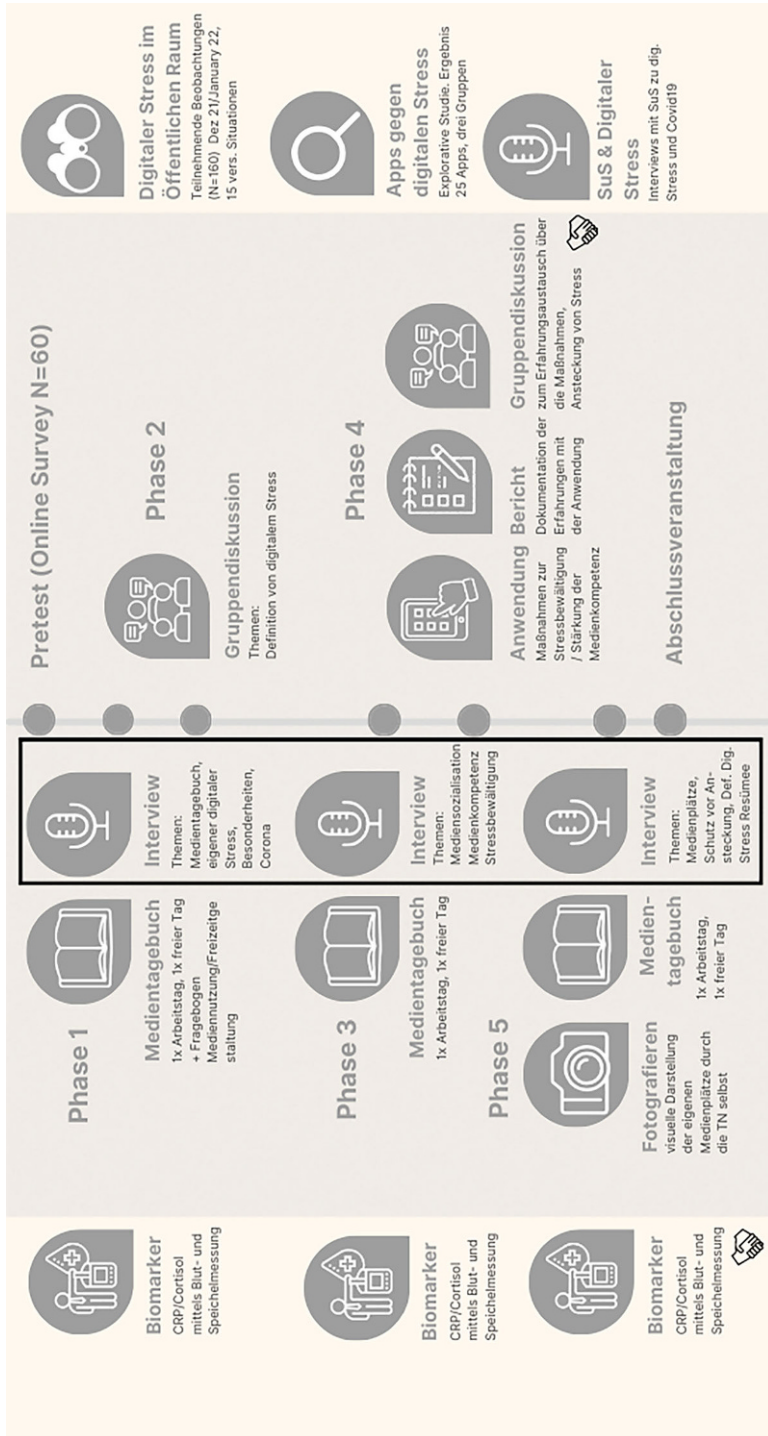 Pretest (Online Survey N=60)
Phase 1
Biomarker
CRP/Cortisol
mittels Blut- und
Speichelmessung
Medientagebuch
1x Arbeitstag, 1x freier Tag
+ Fragebogen
Mediennutzung/Freizeitge
staltung
Interview
Themen:
Medientagebuch,
eigener digitaler
Stress,
Besonderheiten,
Corona
Phase 2
Gruppendiskussion
Themen:
Definition von digitalem Stress
Digitaler Stress im
Öffentlichen Raum
Teilnehmende Beobachtungen
(N=160) Dez 21/January 22,
15 vers. Situationen
Phase 3
Biomarker
CRP/Cortisol
mittels Blut- und
Speichelmessung
Medientagebuch
1x Arbeitstag, 1x freier Tag
Interview
Themen:
Mediensozialisation
Medienkompetenz
Stressbewältigung
Phase 4
Anwendung
Maßnahmen zur
Stressbewältigung
/ Stärkung der
Medienkompetenz
Bericht
Dokumentation der
Erfahrungen mit
der Anwendung
Gruppendiskussion
zum Erfahrungsaustausch über
die Maßnahmen,
Ansteckung von Stress
Apps gegen
digitalen Stress
Explorative Studie. Ergebnis
25 Apps, drei Gruppen
Phase 5
Biomarker
CRP/Cortisol
mittels Blut- und
Speichelmessung
Fotografieren
visuelle Darstellung
der eigenen
Medienplätze durch
die TN selbst
Medien-
tagebuch
1x Arbeitstag,
1x freier Tag
Interview
Themen:
Medienplätze,
Schutz vor An-
steckung, Def. Dig.
Stress Resümee
Abschlussveranstaltung
SuS & Digitaler
Stress
Interviews mit SuS zu dig.
Stress und Covid19